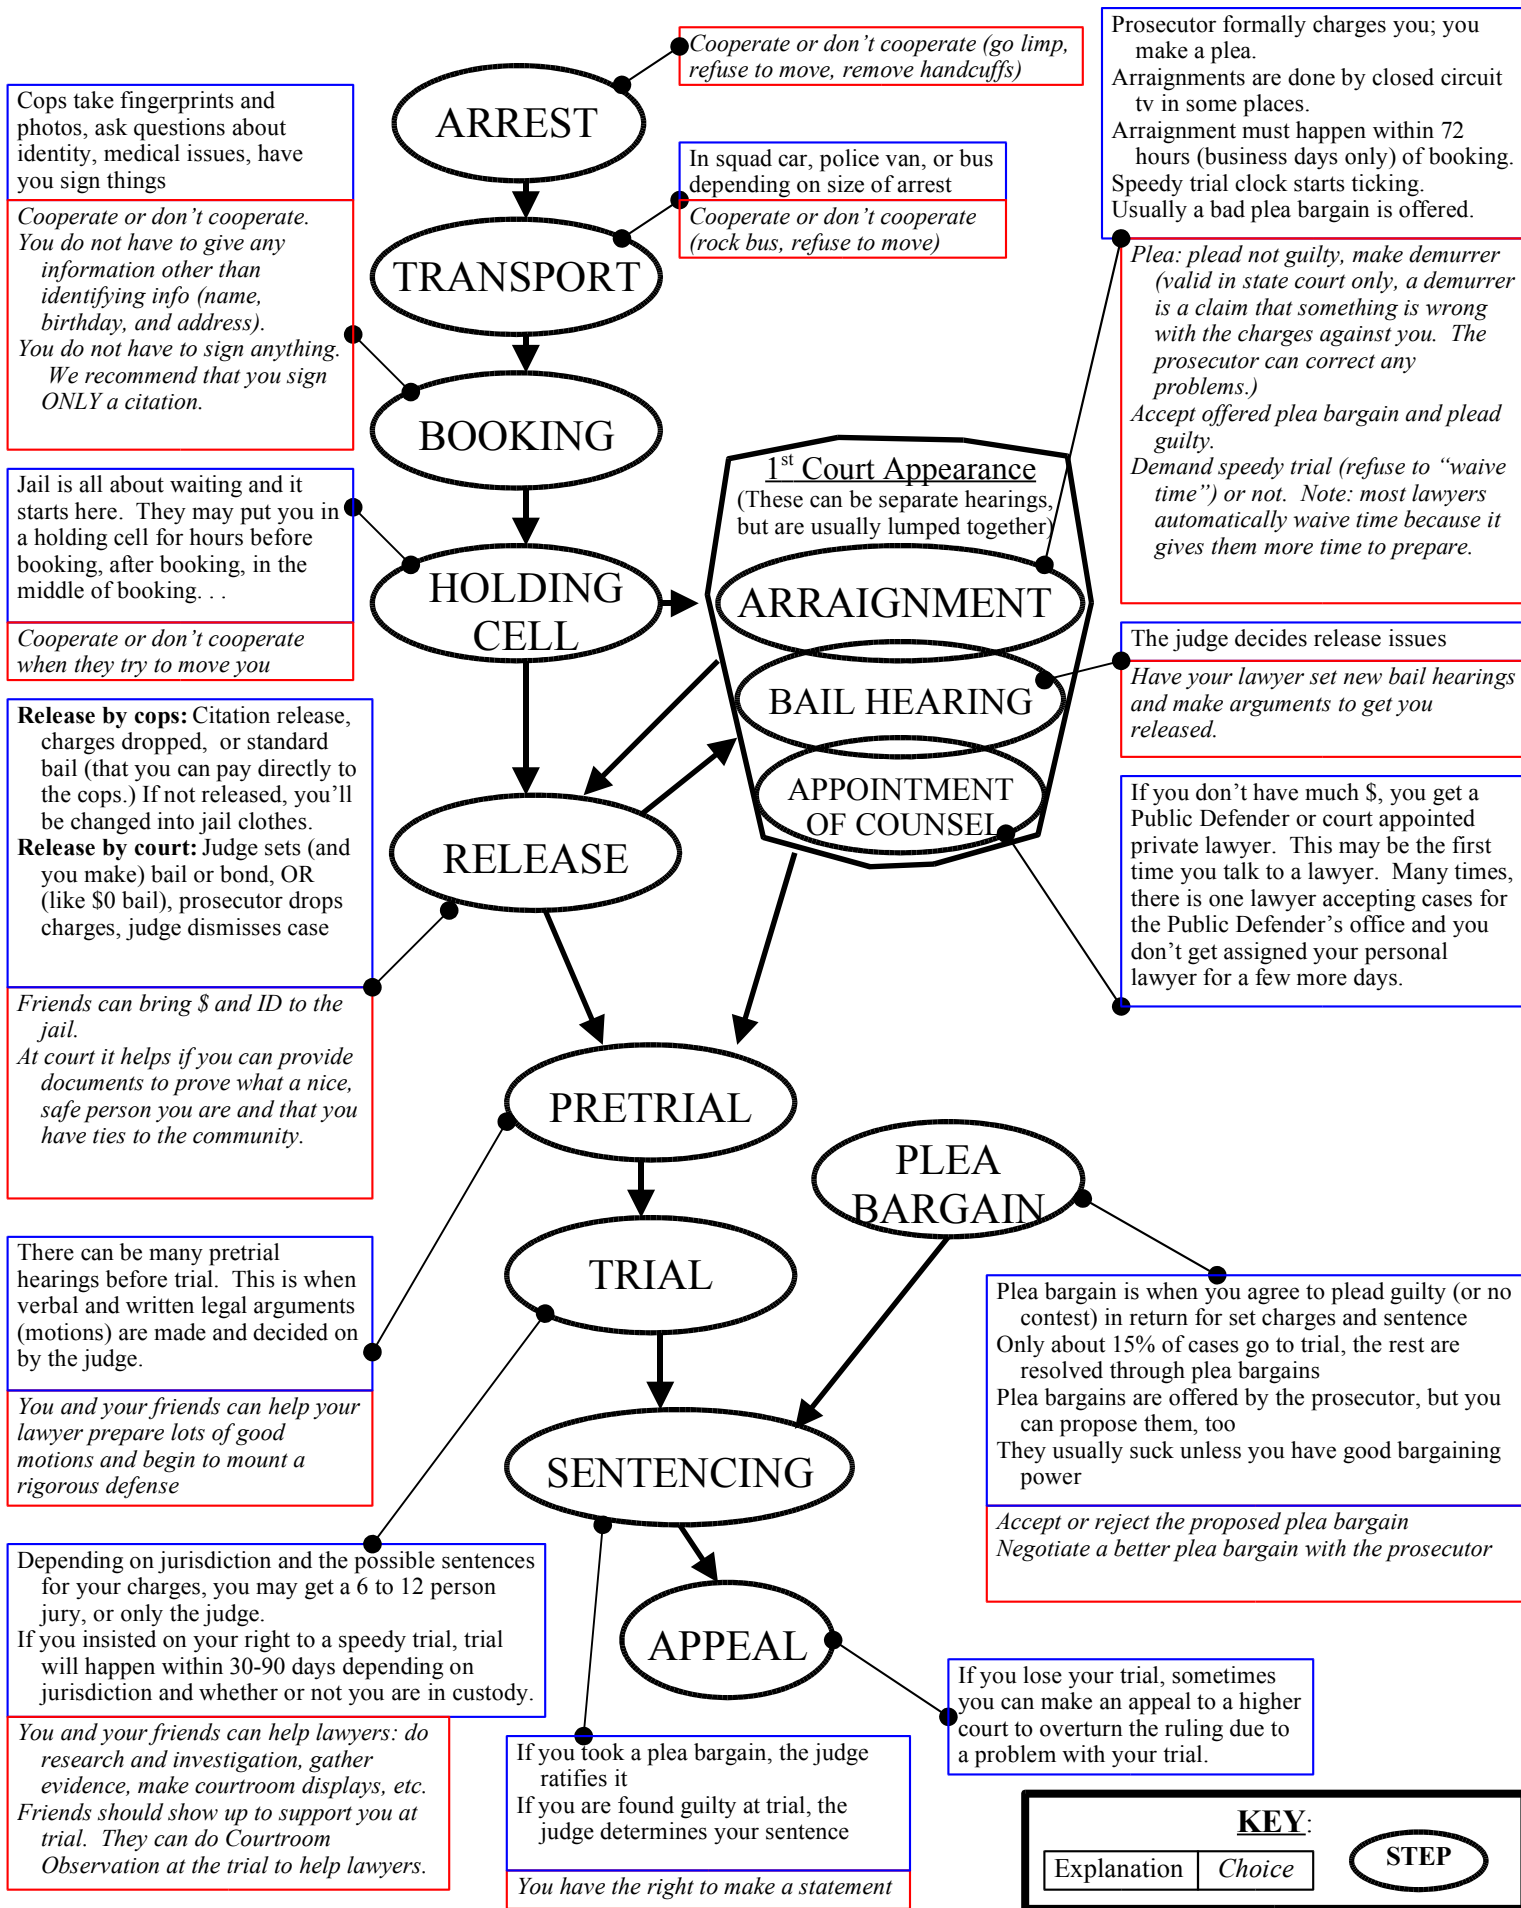 Cooperate or don’t cooperate (go limp,
refuse to move, remove handcuffs)
ARREST
Cops take fingerprints and
photos, ask questions about
identity, medical issues, have
you sign things
Cooperate or don’t cooperate.
You do not have to give any
information other than
identifying info (name,
birthday, and address).
You do not have to sign anything.
We recommend that you sign
ONLY a citation.
In squad car, police van, or bus
depending on size of arrest
Cooperate or don’t cooperate
(rock bus, refuse to move)
TRANSPORT
Prosecutor formally charges you; you
make a plea.
Arraignments are done by closed circuit
tv in some places.
Arraignment must happen within 72
hours (business days only) of booking.
Speedy trial clock starts ticking.
Usually a bad plea bargain is offered.
Plea: plead not guilty, make demurrer
(valid in state court only, a demurrer
is a claim that something is wrong
with the charges against you.  The
prosecutor can correct any
problems.)
Accept offered plea bargain and plead
guilty.
Demand speedy trial (refuse to “waive
time”) or not.  Note: most lawyers
automatically waive time because it
gives them more time to prepare.
BOOKING
Jail is all about waiting and it
starts here.  They may put you in
a holding cell for hours before
booking, after booking, in the
middle of booking. . .
Cooperate or don’t cooperate
when they try to move you
HOLDING
CELL
1st Court Appearance
(These can be separate hearings,
but are usually lumped together)
ARRAIGNMENT
BAIL HEARING
APPOINTMENT
OF COUNSEL
The judge decides release issues
Have your lawyer set new bail hearings
and make arguments to get you
released.
If you don’t have much $, you get a
Public Defender or court appointed
private lawyer.  This may be the first
time you talk to a lawyer.  Many times,
there is one lawyer accepting cases for
the Public Defender’s office and you
don’t get assigned your personal
lawyer for a few more days.
Release by cops: Citation release,
charges dropped,  or standard
bail (that you can pay directly to
the cops.) If not released, you’ll
be changed into jail clothes.
Release by court: Judge sets (and
you make) bail or bond, OR
(like $0 bail), prosecutor drops
charges, judge dismisses case
Friends can bring $ and ID to the
jail.
At court it helps if you can provide
documents to prove what a nice,
safe person you are and that you
have ties to the community.
RELEASE
PRETRIAL
There can be many pretrial
hearings before trial.  This is when
verbal and written legal arguments
(motions) are made and decided on
by the judge.
You and your friends can help your
lawyer prepare lots of good
motions and begin to mount a
rigorous defense
PLEA
BARGAIN
TRIAL
Plea bargain is when you agree to plead guilty (or no
contest) in return for set charges and sentence
Only about 15% of cases go to trial, the rest are
resolved through plea bargains
Plea bargains are offered by the prosecutor, but you
can propose them, too
They usually suck unless you have good bargaining
power
Accept or reject the proposed plea bargain
Negotiate a better plea bargain with the prosecutor
SENTENCING
Depending on jurisdiction and the possible sentences
for your charges, you may get a 6 to 12 person
jury, or only the judge.
If you insisted on your right to a speedy trial, trial
will happen within 30-90 days depending on
jurisdiction and whether or not you are in custody.
You and your friends can help lawyers: do
research and investigation, gather
evidence, make courtroom displays, etc.
Friends should show up to support you at
trial.  They can do Courtroom
Observation at the trial to help lawyers.
APPEAL
If you lose your trial, sometimes
you can make an appeal to a higher
court to overturn the ruling due to
a problem with your trial.
If you took a plea bargain, the judge
ratifies it
If you are found guilty at trial, the
judge determines your sentence
You have the right to make a statement
KEY:
Explanation Choice STEP